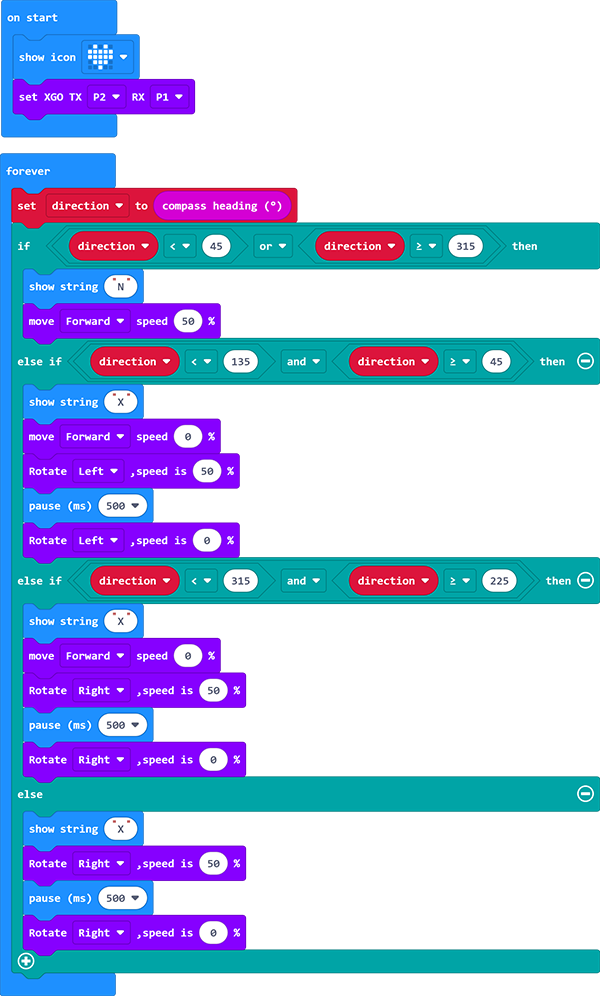 on start
show icon
set XGO TX P2 RX P1
forever
set direction to compass heading (°)
if direction < 45 or direction ≥ 315 then
show string "N"
move Forward speed 50 %
else if direction < 135 and direction ≥ 45 then
show string "X"
move Forward speed 0 %
Rotate Left ,speed is 50 %
pause (ms) 500
Rotate Left ,speed is 0 %
else if direction < 315 and direction ≥ 225 then
show string "X"
move Forward speed 0 %
Rotate Right ,speed is 50 %
pause (ms) 500
Rotate Right ,speed is 0 %
else
show string "X"
Rotate Right ,speed is 50 %
pause (ms) 500
Rotate Right ,speed is 0 %